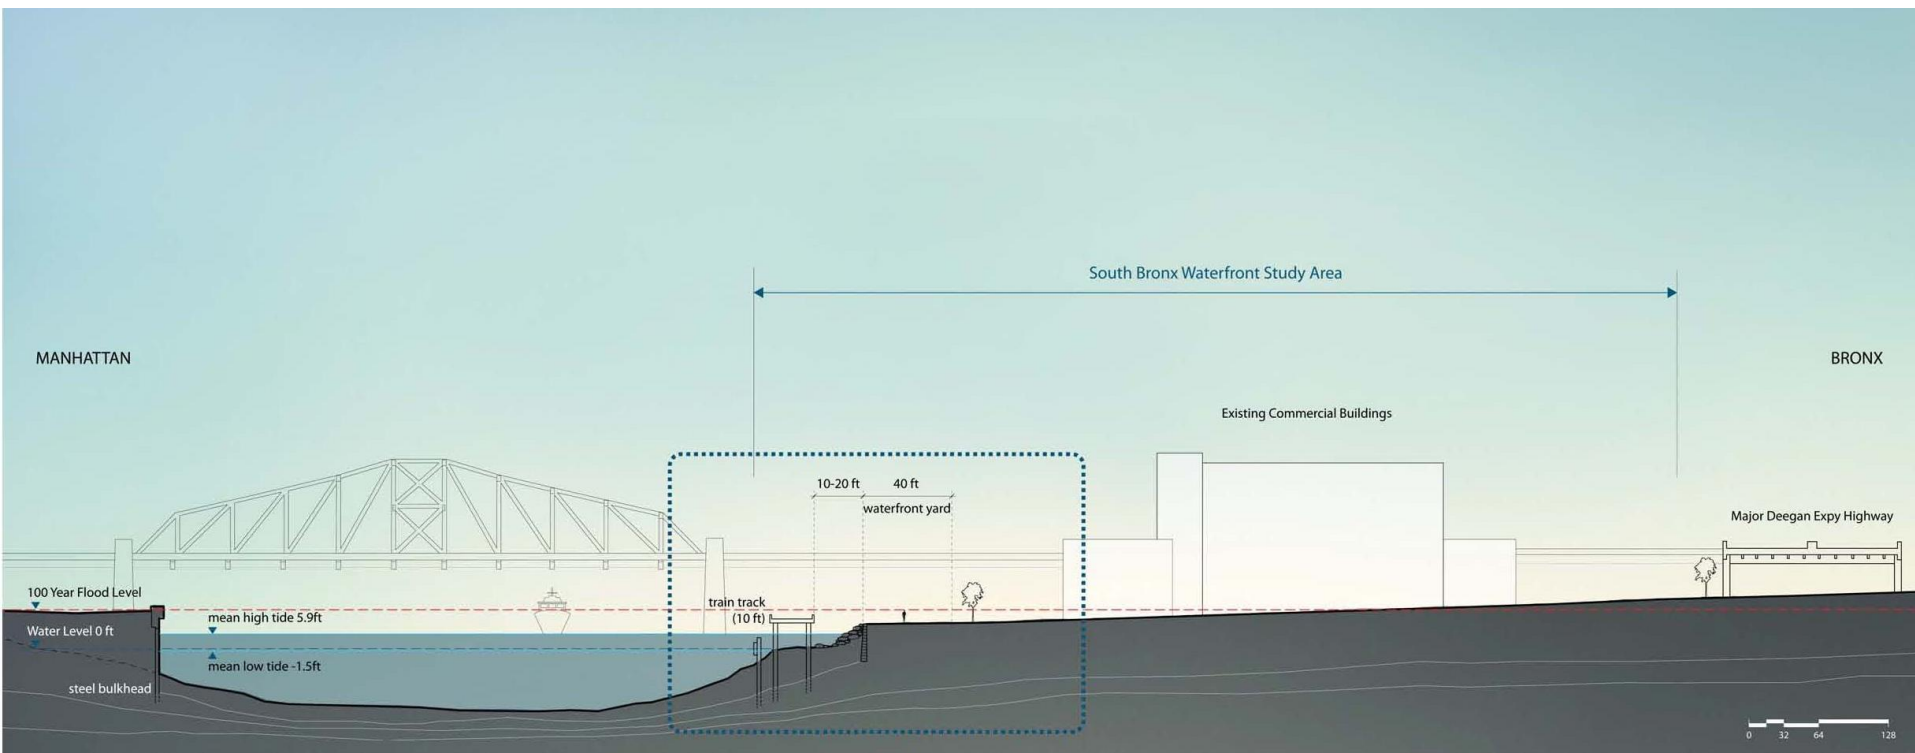 South Bronx Waterfront Study Area
MANHATTAN
BRONX
Existing Commercial Buildings
10-20 ft
40 ft
waterfront yard
Major Deegan Expy Highway
100 Year Flood Level
train track
(10 ft)
mean high tide 5.9ft
Water Level 0 ft
mean low tide -1.5ft
steel bulkhead
0 32 64 128